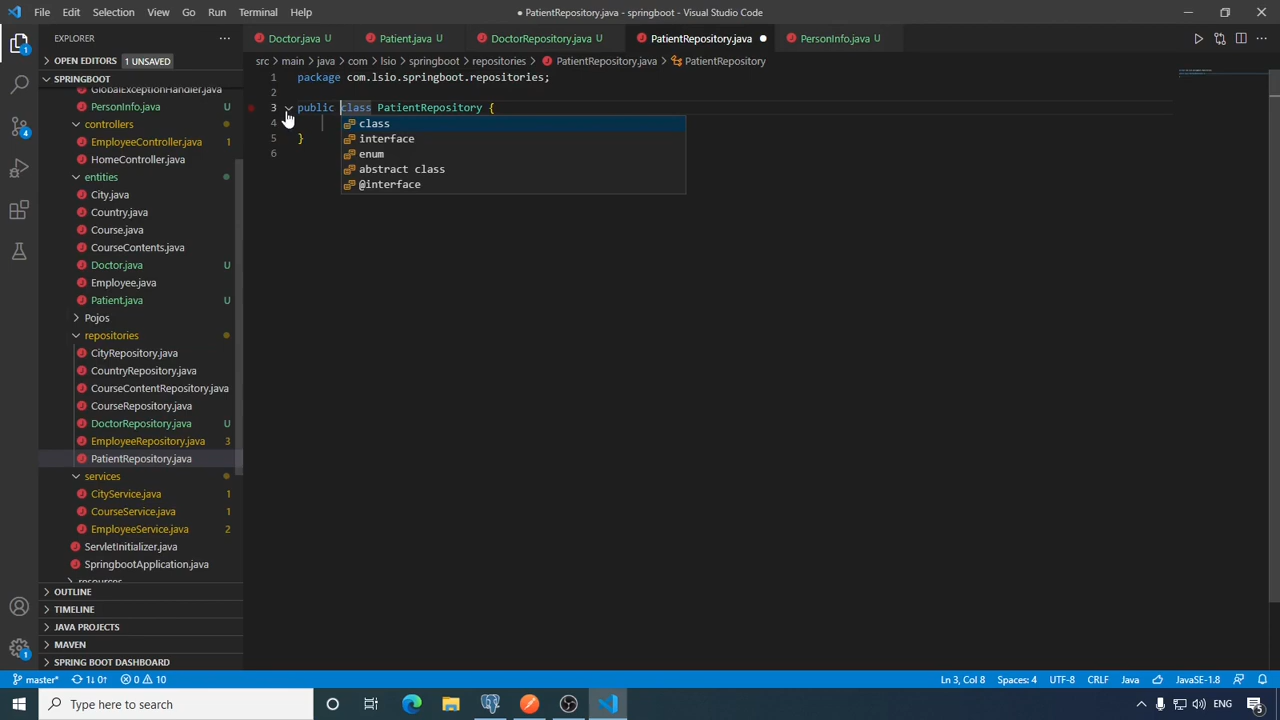 File Edit Selection View Go Run Terminal Help
● PatientRepository.java - springboot - Visual Studio Code
EXPLORER
Doctor.java U
Patient.java U
DoctorRepository.java U
PatientRepository.java
PersonInfo.java U
src > main > java > com > lsio > springboot > repositories > PatientRepository.java > PatientRepository
OPEN EDITORS 1 UNSAVED
SPRINGBOOT
GlobalExceptionHandler.java
PersonInfo.java U
controllers
EmployeeController.java 1
HomeController.java
entities
City.java
Country.java
Course.java
CourseContents.java
Doctor.java U
Employee.java
Patient.java U
Pojos
repositories
CityRepository.java
CountryRepository.java
CourseContentRepository.java
CourseRepository.java
DoctorRepository.java U
EmployeeRepository.java 3
PatientRepository.java
services
CityService.java 1
CourseService.java 1
EmployeeService.java 2
ServletInitializer.java
SpringbootApplication.java
resources
OUTLINE
TIMELINE
JAVA PROJECTS
MAVEN
SPRING BOOT DASHBOARD
1 package com.lsio.springboot.repositories;
2
3 public class PatientRepository {
4
5 }
6
class
interface
enum
abstract class
@interface
1
4
1
master* 1↓ 0↑ 0 10
Ln 3, Col 8 Spaces: 4 UTF-8 CRLF Java JavaSE-1.8
Type here to search
ENG
5